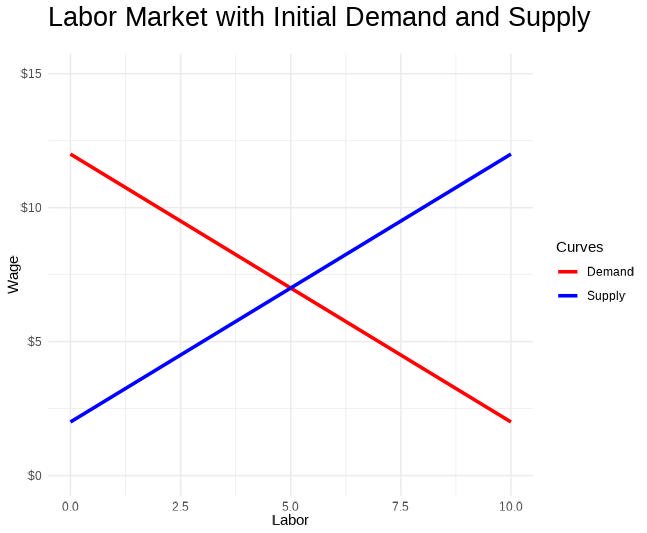 Labor Market with Initial Demand and Supply
$15
$10
$5
$0
Wage
0.0
2.5
5.0
7.5
10.0
Labor
Curves
Demand
Supply